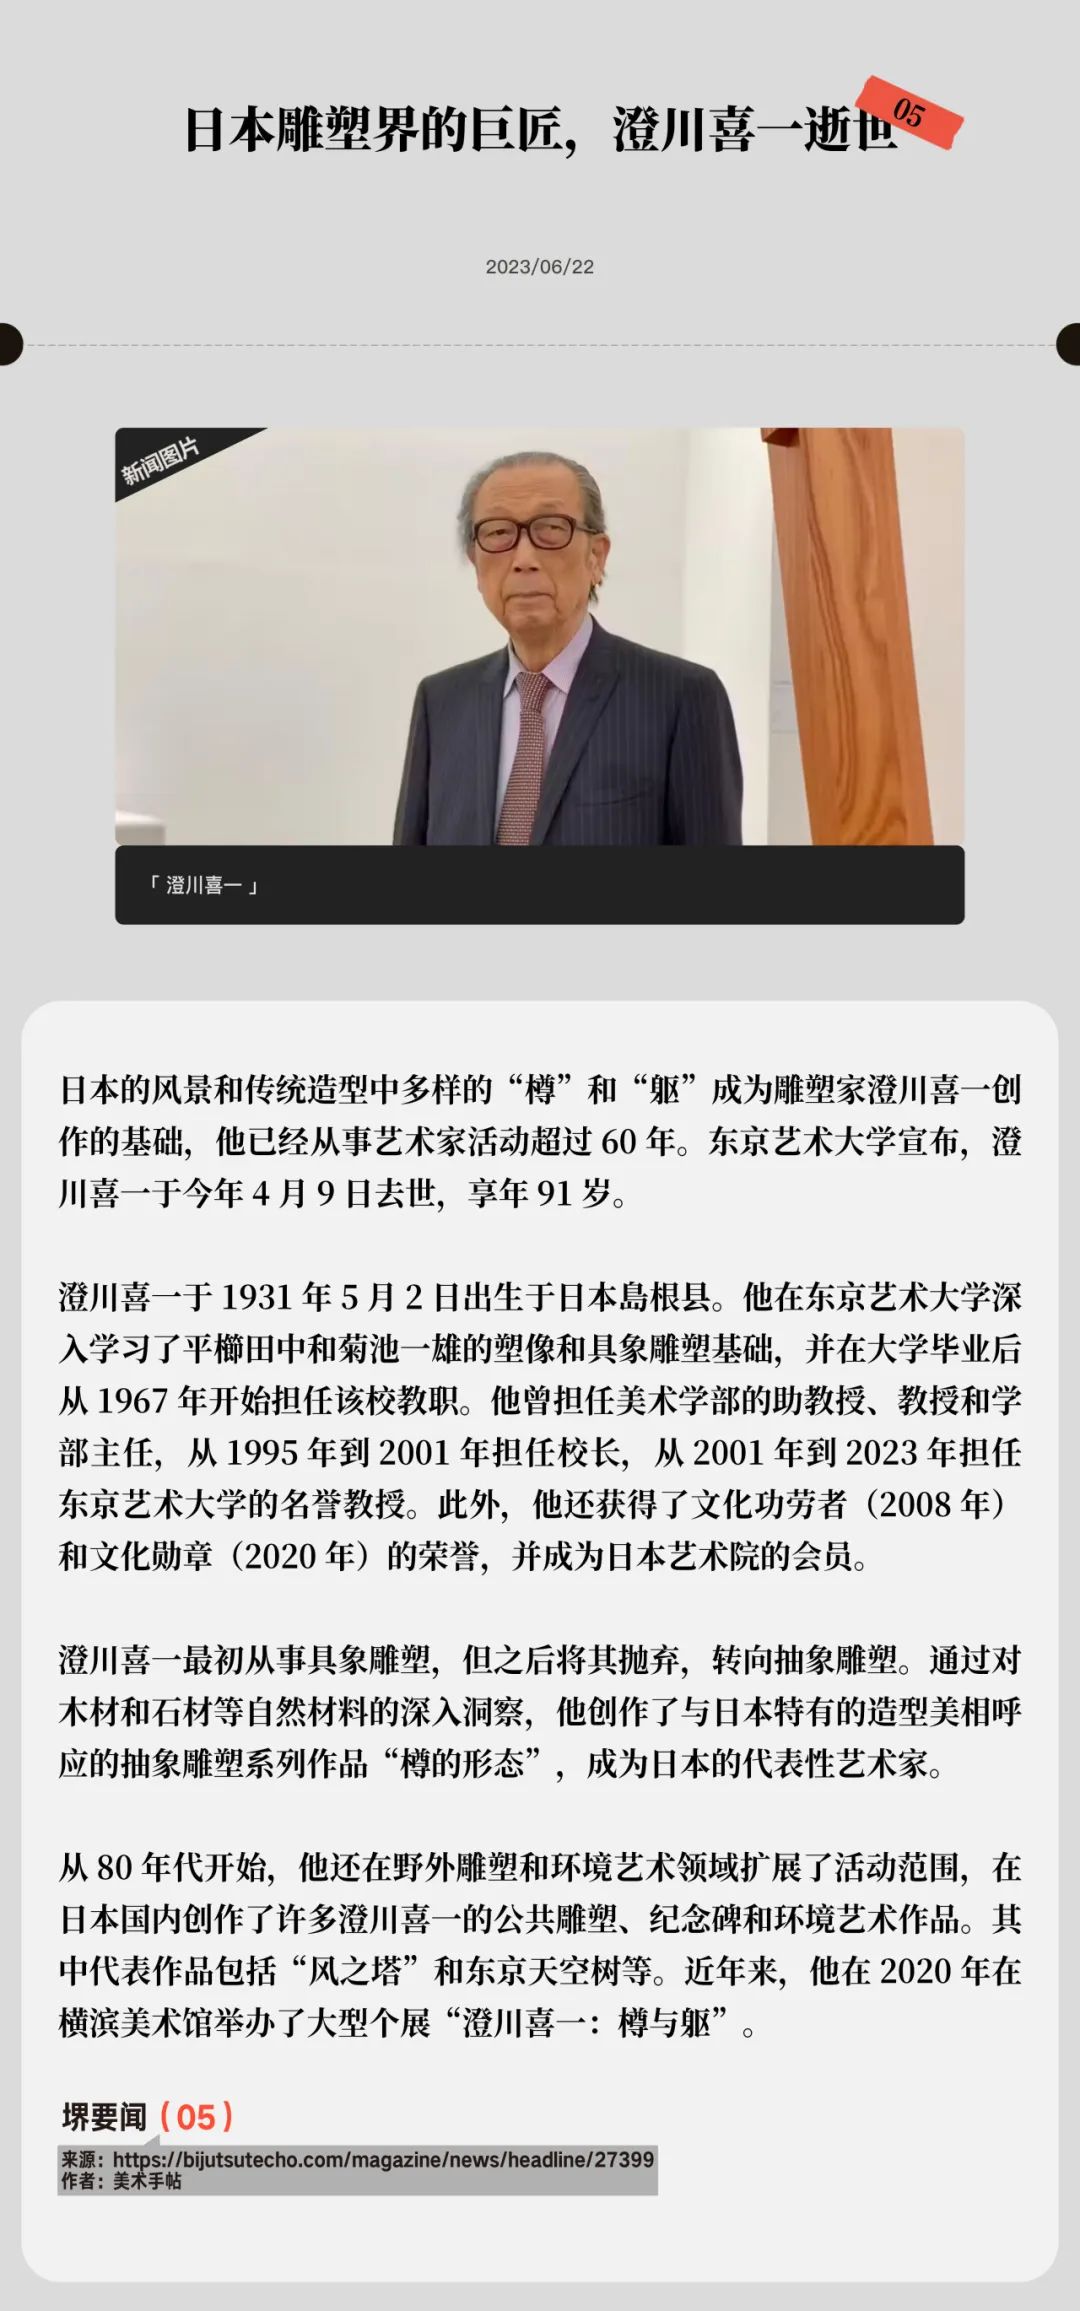 日本雕塑界的巨匠，澄川喜一逝世
05
2023/06/22
新闻图片
「 澄川喜一 」
日本的风景和传统造型中多样的“樽”和“躯”成为雕塑家澄川喜一创
作的基础，他已经从事艺术家活动超过 60 年。东京艺术大学宣布，澄
川喜一于今年 4 月 9 日去世，享年 91 岁。
澄川喜一于 1931 年 5 月 2 日出生于日本島根县。他在东京艺术大学深
入学习了平櫛田中和菊池一雄的塑像和具象雕塑基础，并在大学毕业后
从 1967 年开始担任该校教职。他曾担任美术学部的助教授、教授和学
部主任，从 1995 年到 2001 年担任校长，从 2001 年到 2023 年担任
东京艺术大学的名誉教授。此外，他还获得了文化功劳者（2008 年）
和文化勋章（2020 年）的荣誉，并成为日本艺术院的会员。
澄川喜一最初从事具象雕塑，但之后将其抛弃，转向抽象雕塑。通过对
木材和石材等自然材料的深入洞察，他创作了与日本特有的造型美相呼
应的抽象雕塑系列作品“樽的形态”，成为日本的代表性艺术家。
从 80 年代开始，他还在野外雕塑和环境艺术领域扩展了活动范围，在
日本国内创作了许多澄川喜一的公共雕塑、纪念碑和环境艺术作品。其
中代表作品包括“风之塔”和东京天空树等。近年来，他在 2020 年在
横滨美术馆举办了大型个展“澄川喜一：樽与躯”。
堺要闻（05）
来源：https://bijutsutecho.com/magazine/news/headline/27399
作者：美术手帖